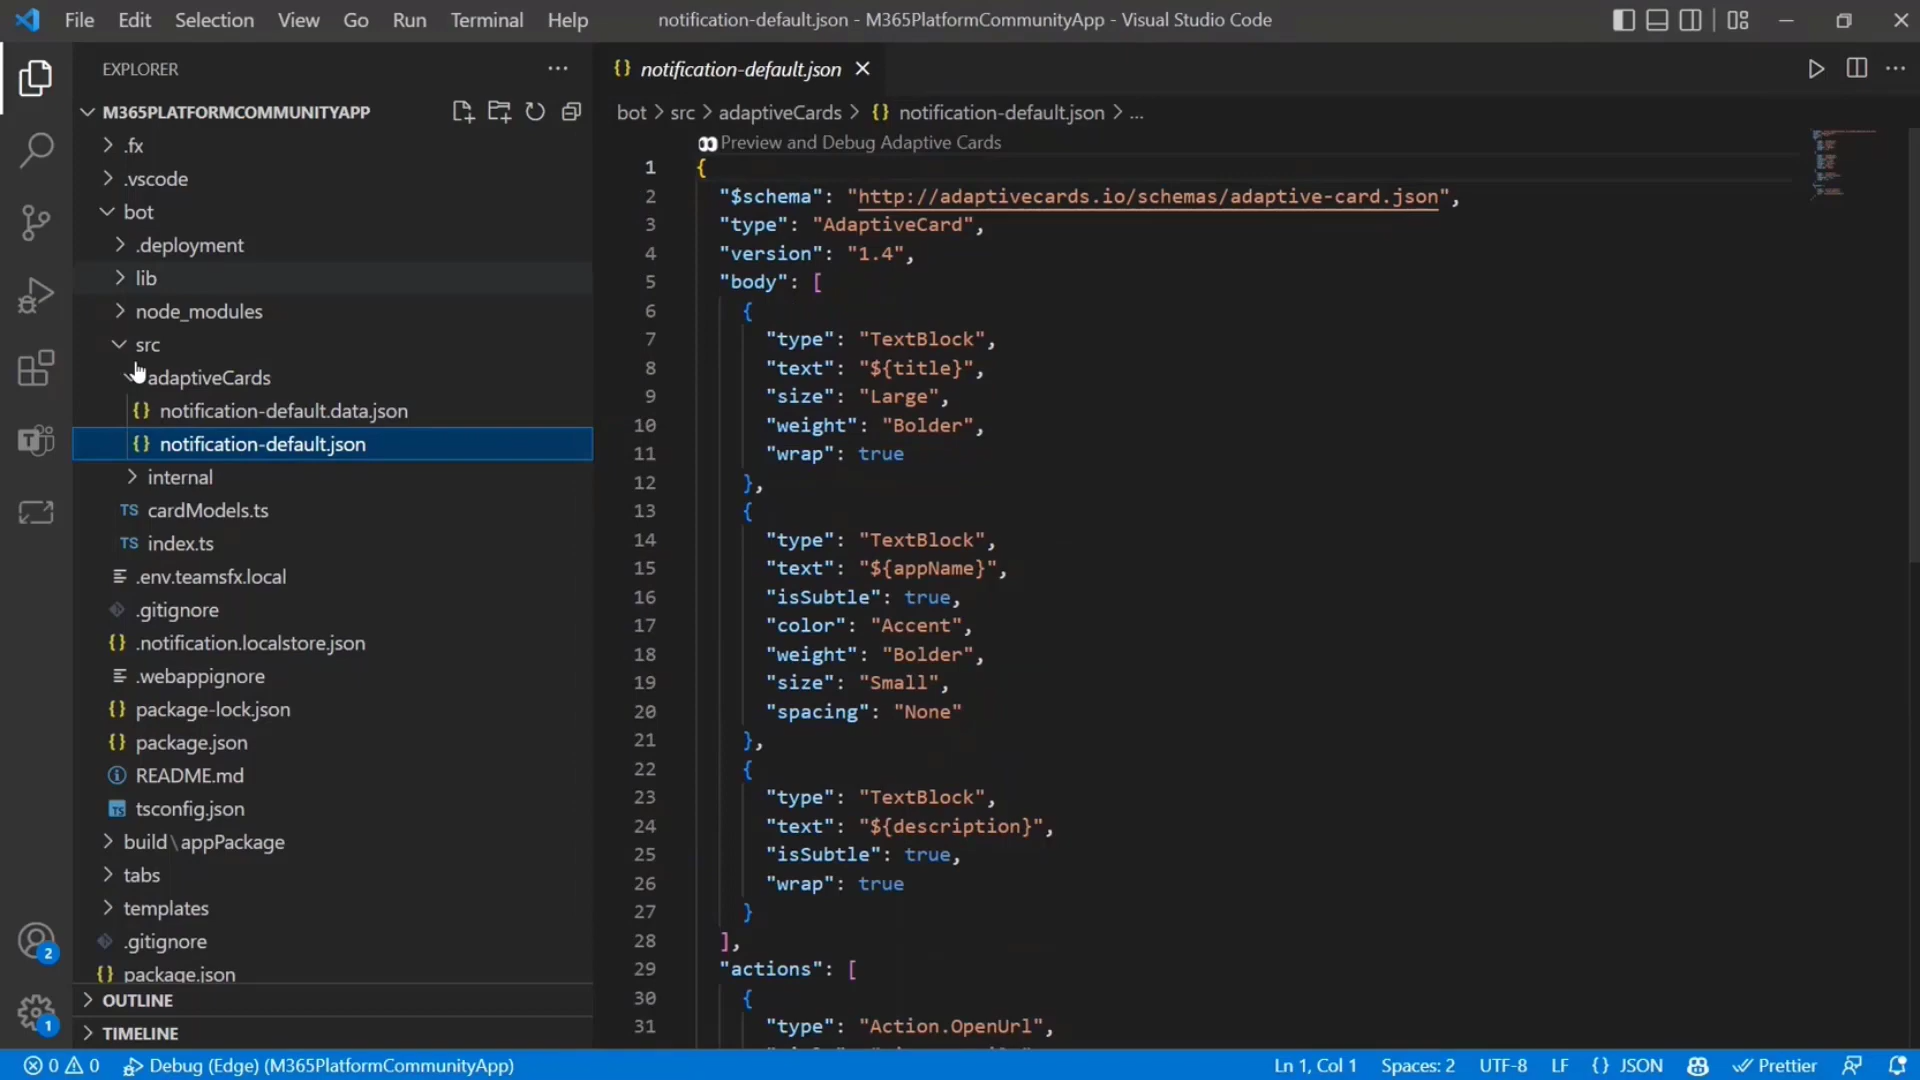 File Edit Selection View Go Run Terminal Help
notification-default.json - M365PlatformCommunityApp - Visual Studio Code
EXPLORER
M365PLATFORMCOMMUNITYAPP
.fx
.vscode
bot
.deployment
lib
node_modules
src
adaptiveCards
{} notification-default.data.json
{} notification-default.json
internal
TS cardModels.ts
TS index.ts
.env.teamsfx.local
.gitignore
{} .notification.localstore.json
.webappignore
{} package-lock.json
{} package.json
README.md
TS tsconfig.json
build\appPackage
tabs
templates
.gitignore
{} package.json
OUTLINE
TIMELINE
T
2
1
{} notification-default.json
bot > src > adaptiveCards > {} notification-default.json > ...
Preview and Debug Adaptive Cards
1 {
2 "$schema": "http://adaptivecards.io/schemas/adaptive-card.json",
3 "type": "AdaptiveCard",
4 "version": "1.4",
5 "body": [
6 {
7 "type": "TextBlock",
8 "text": "${title}",
9 "size": "Large",
10 "weight": "Bolder",
11 "wrap": true
12 },
13 {
14 "type": "TextBlock",
15 "text": "${appName}",
16 "isSubtle": true,
17 "color": "Accent",
18 "weight": "Bolder",
19 "size": "Small",
20 "spacing": "None"
21 },
22 {
23 "type": "TextBlock",
24 "text": "${description}",
25 "isSubtle": true,
26 "wrap": true
27 }
28 ],
29 "actions": [
30 {
31 "type": "Action.OpenUrl",
0 0 Debug (Edge) (M365PlatformCommunityApp)
Ln 1, Col 1 Spaces: 2 UTF-8 LF {} JSON Prettier